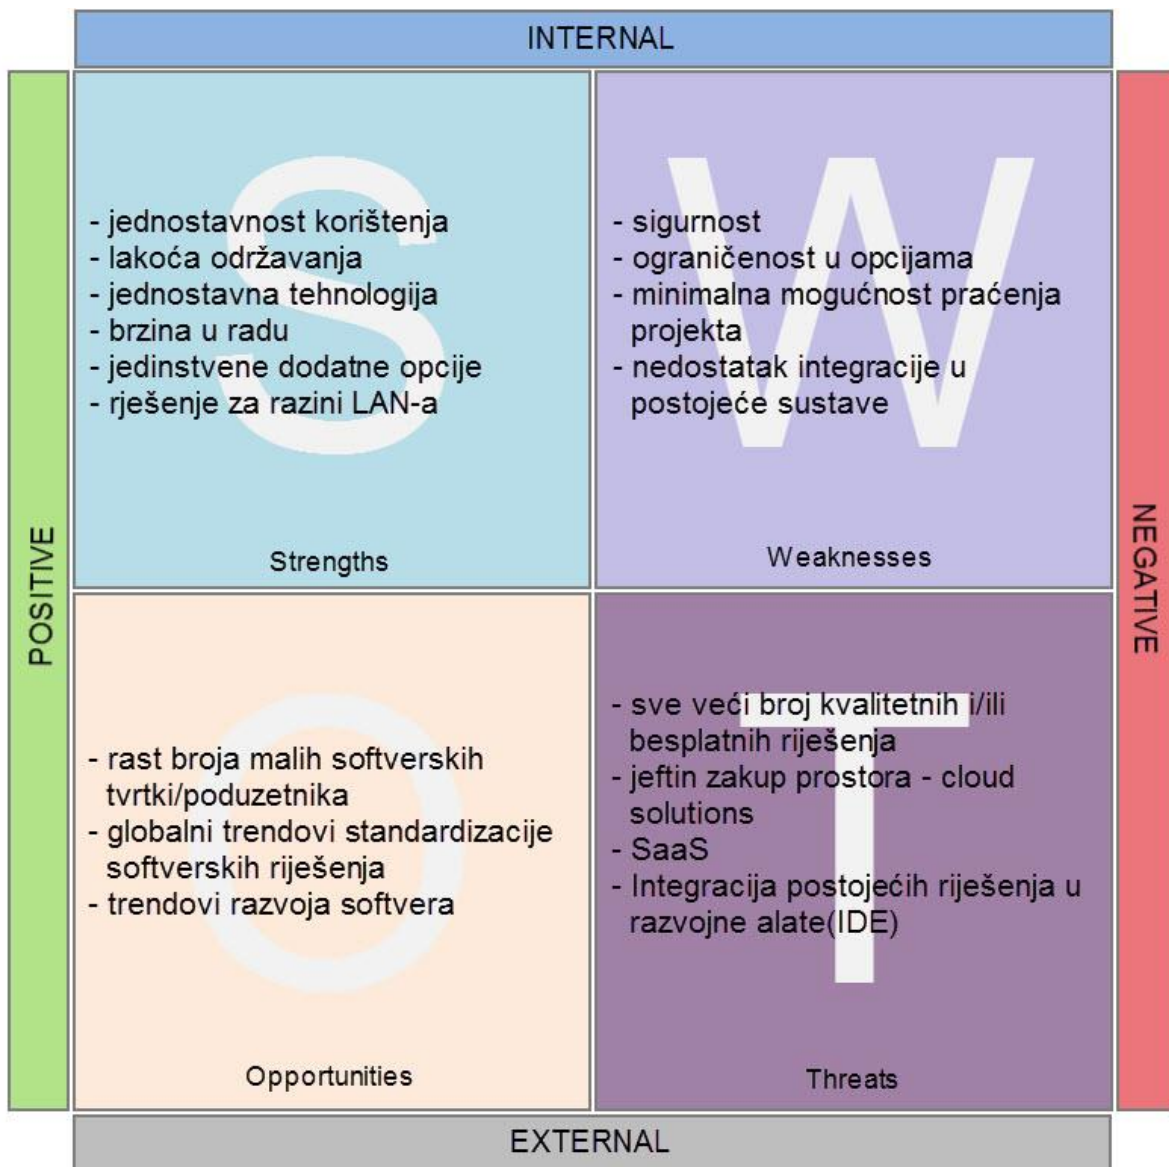 INTERNAL
POSITIVE
S
- jednostavnost korištenja
- lakoća održavanja
- jednostavna tehnologija
- brzina u radu
- jedinstvene dodatne opcije
- rješenje za razini LAN-a
Strengths
W
- sigurnost
- ograničenost u opcijama
- minimalna mogućnost praćenja
projekta
- nedostatak integracije u
postojeće sustave
Weaknesses
NEGATIVE
O
- rast broja malih softverskih
tvrtki/poduzetnika
- globalni trendovi standardizacije
softverskih riješenja
- trendovi razvoja softvera
Opportunities
T
- sve veći broj kvalitetnih i/ili
besplatnih riješenja
- jeftin zakup prostora - cloud
solutions
- SaaS
- Integracija postojećih riješenja u
razvojne alate(IDE)
Threats
EXTERNAL